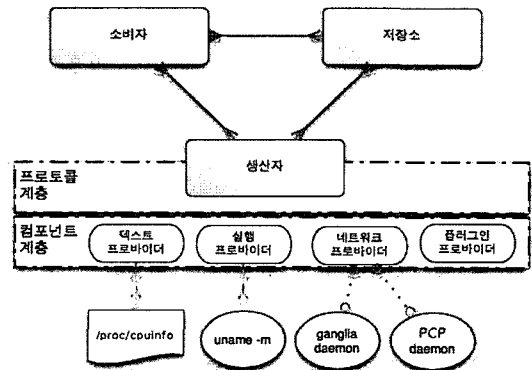 소비자
저장소
생산자
프로토콜
계층
컴포넌트
계층
텍스트
프로바이더
실행
프로바이더
네트워크
프로바이더
플러그인
프로바이더
/proc/cpuinfo
uname -m
ganglia
daemon
PCP
daemon